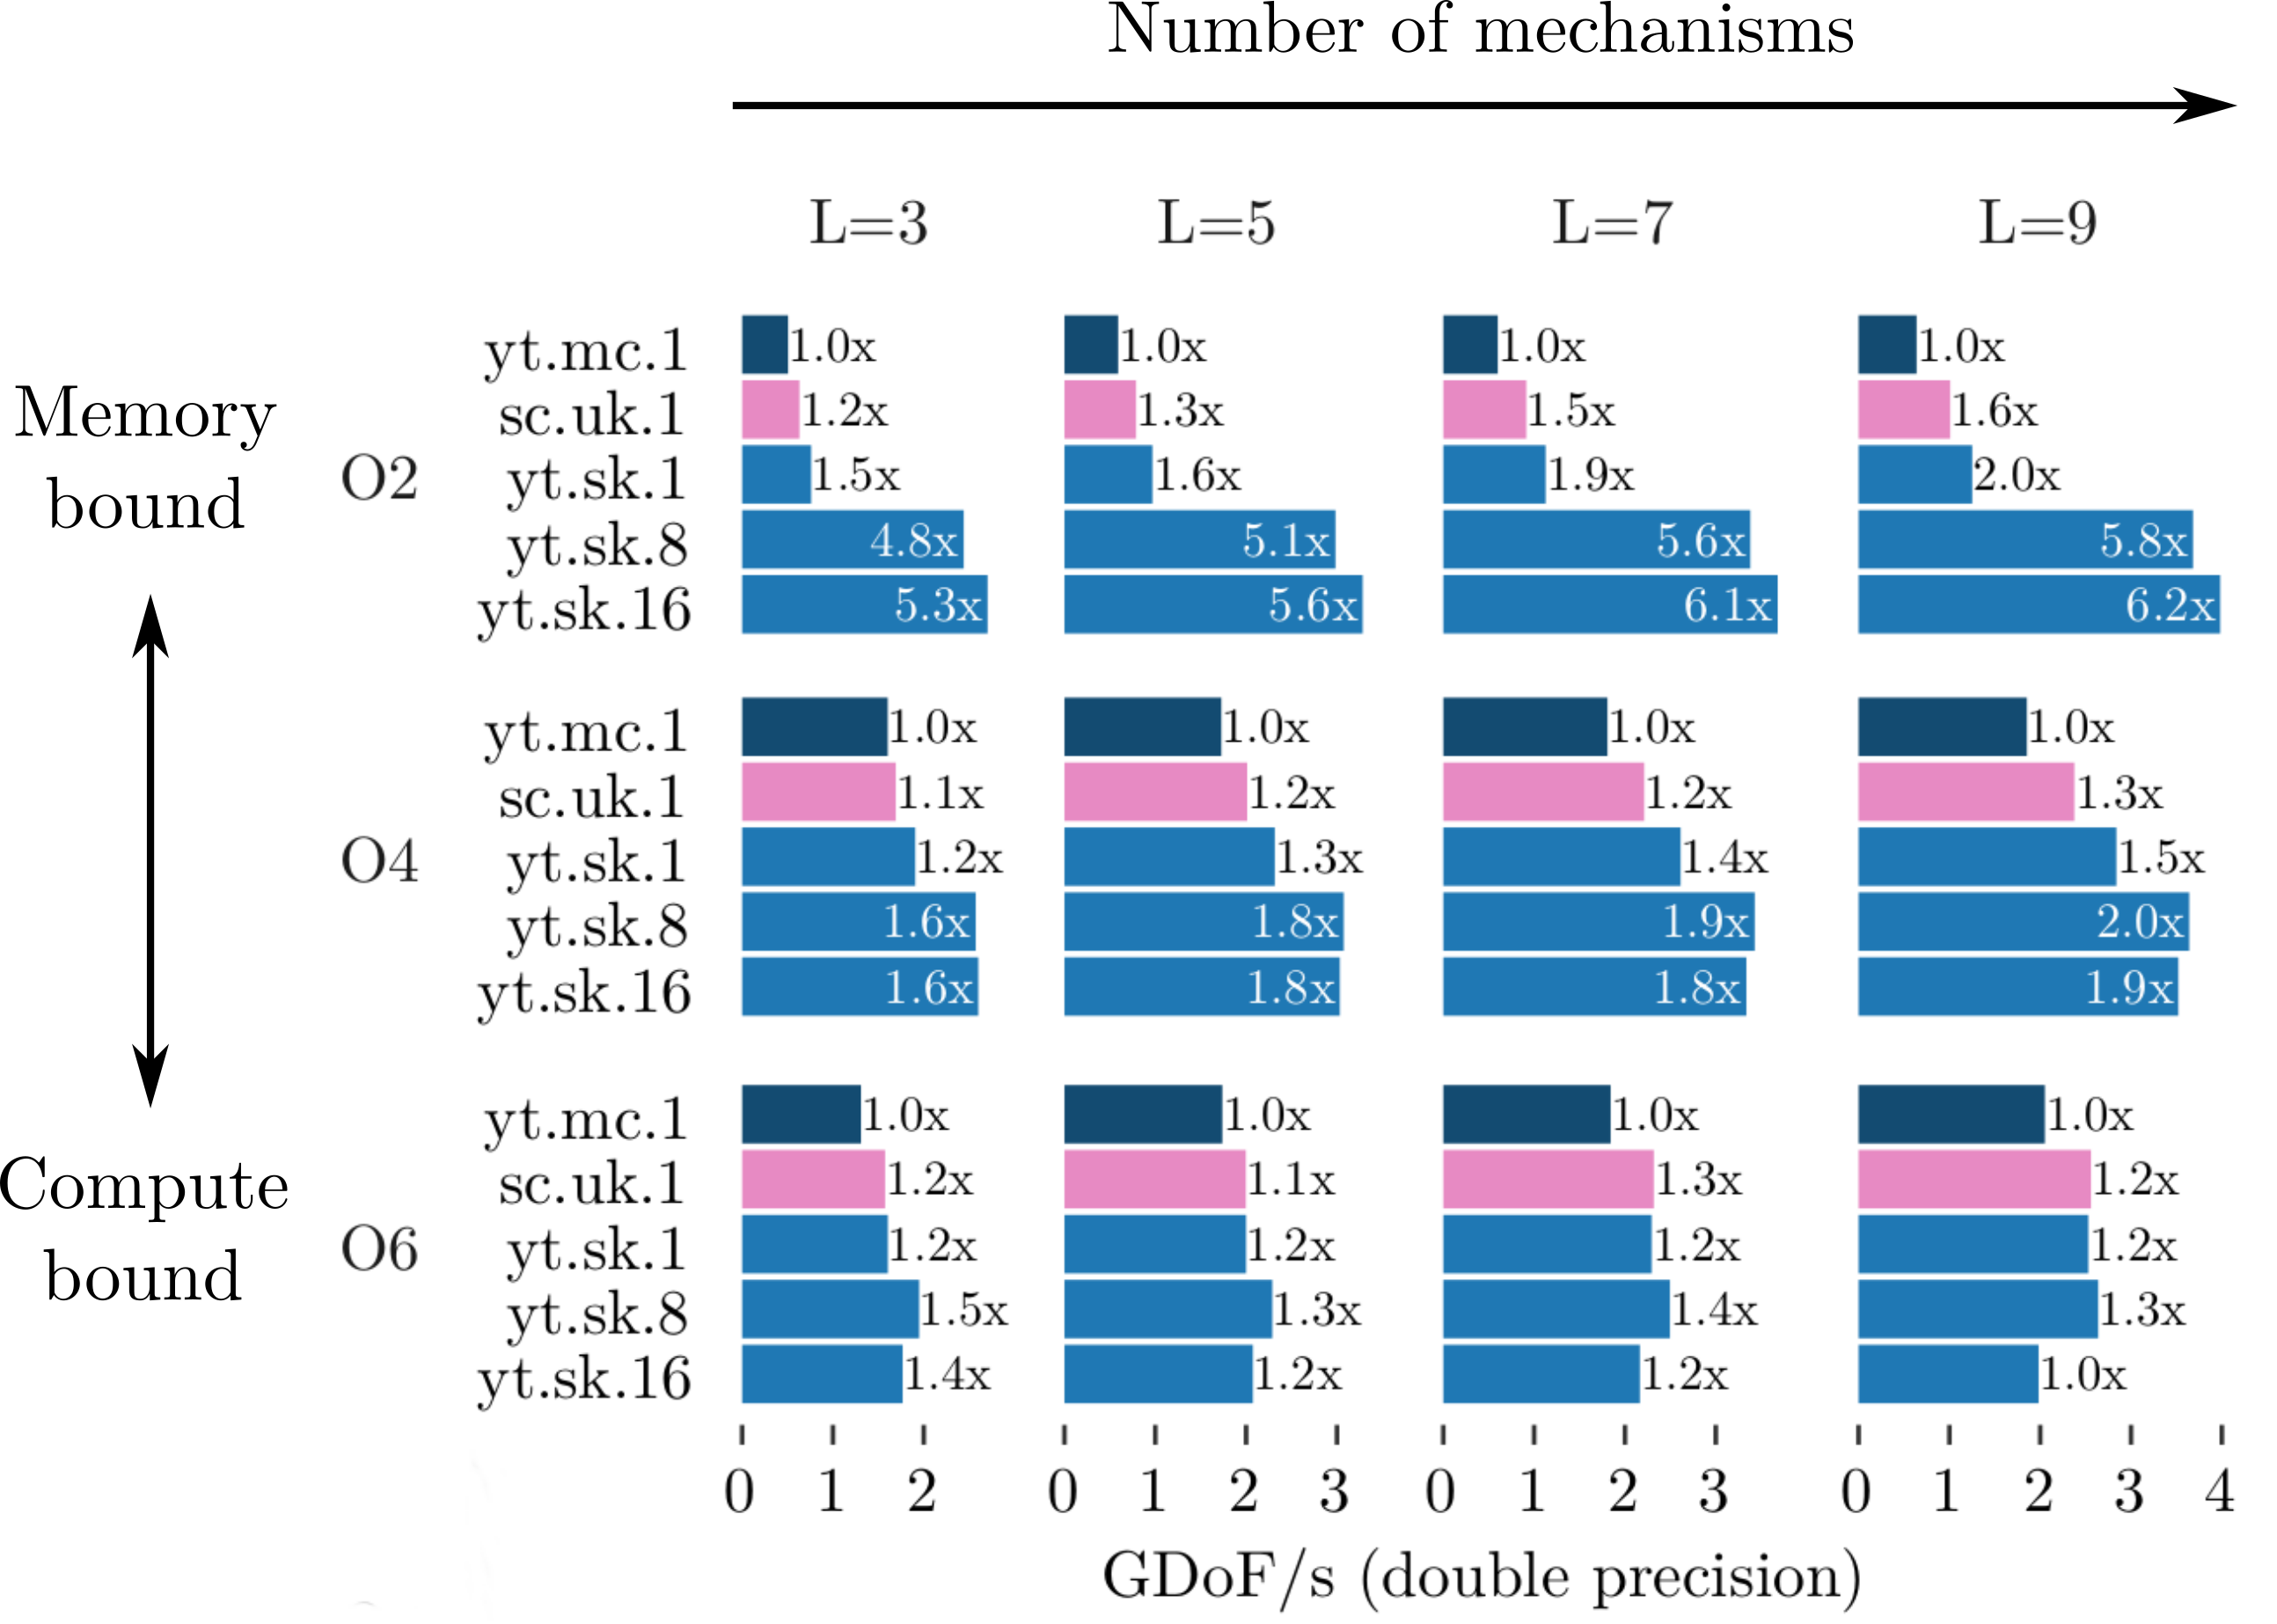 Number of mechanisms
L=3 L=5 L=7 L=9
Memory
bound
Compute
bound
O2
yt.mc.1 1.0x 1.0x 1.0x 1.0x
sc.uk.1 1.2x 1.3x 1.5x 1.6x
yt.sk.1 1.5x 1.6x 1.9x 2.0x
yt.sk.8 4.8x 5.1x 5.6x 5.8x
yt.sk.16 5.3x 5.6x 6.1x 6.2x
O4
yt.mc.1 1.0x 1.0x 1.0x 1.0x
sc.uk.1 1.1x 1.2x 1.2x 1.3x
yt.sk.1 1.2x 1.3x 1.4x 1.5x
yt.sk.8 1.6x 1.8x 1.9x 2.0x
yt.sk.16 1.6x 1.8x 1.8x 1.9x
O6
yt.mc.1 1.0x 1.0x 1.0x 1.0x
sc.uk.1 1.2x 1.1x 1.3x 1.2x
yt.sk.1 1.2x 1.2x 1.2x 1.2x
yt.sk.8 1.5x 1.3x 1.4x 1.3x
yt.sk.16 1.4x 1.2x 1.2x 1.0x
0 1 2 0 1 2 3 0 1 2 3 0 1 2 3 4
GDoF/s (double precision)